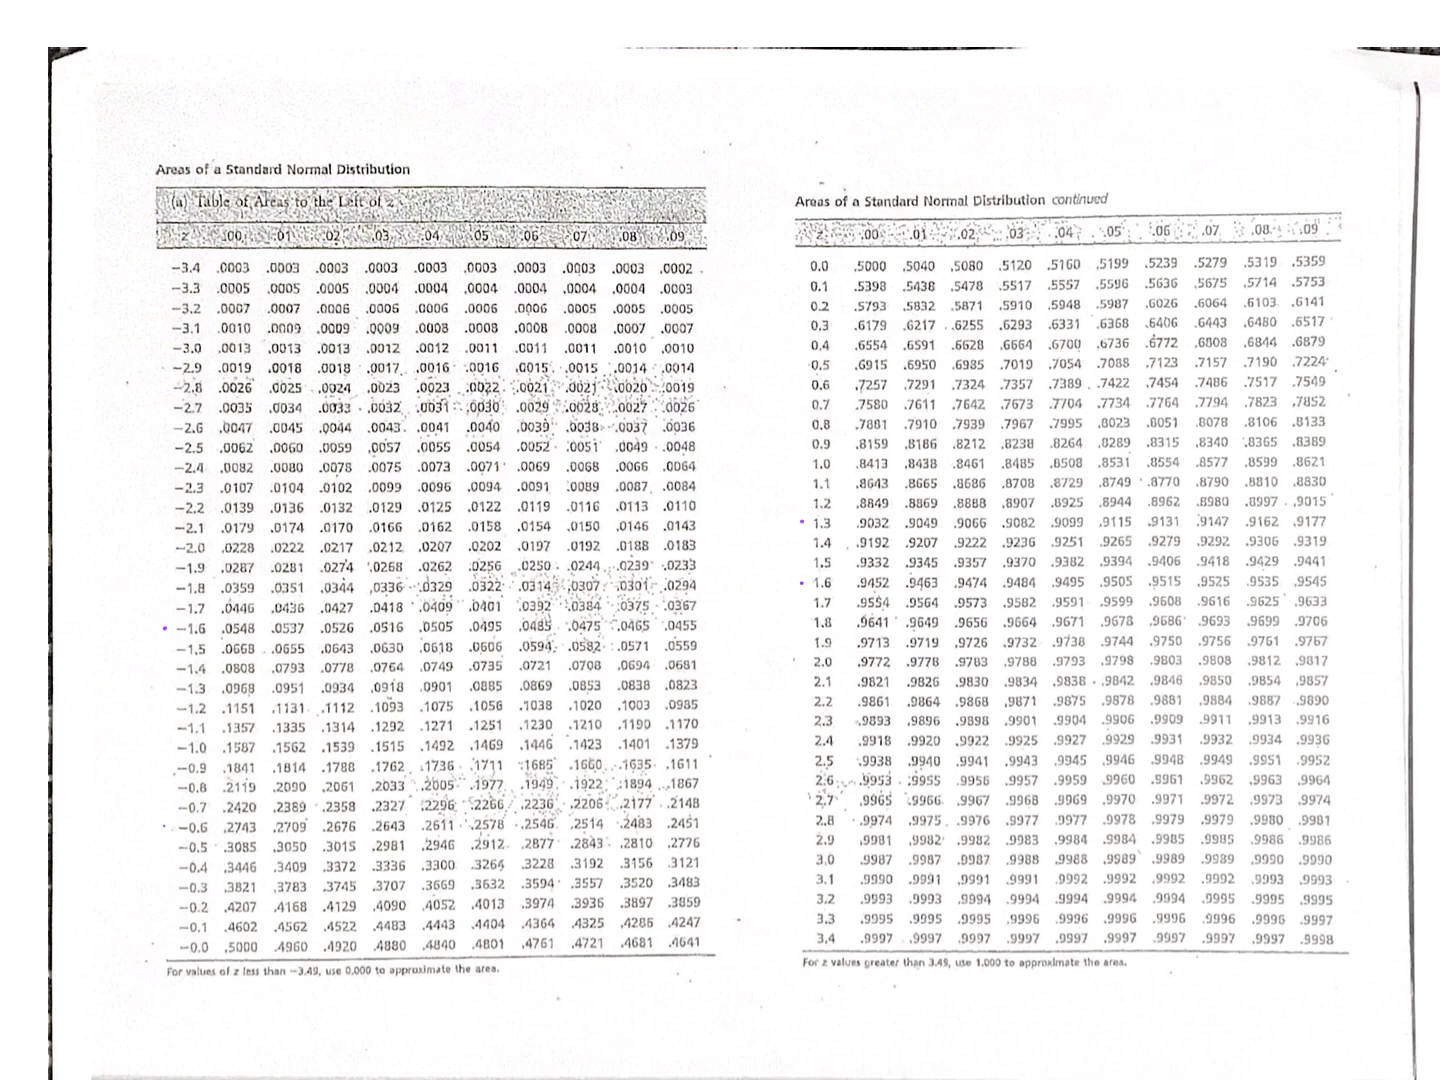 Areas of a Standard Normal Distribution
(a) Table of Areas to the Left of z
z .00 .01 .02 .03 .04 .05 .06 .07 .08 .09
−3.4 .0003 .0003 .0003 .0003 .0003 .0003 .0003 .0003 .0003 .0002
−3.3 .0005 .0005 .0005 .0004 .0004 .0004 .0004 .0004 .0004 .0003
−3.2 .0007 .0007 .0006 .0006 .0006 .0006 .0006 .0005 .0005 .0005
−3.1 .0010 .0009 .0009 .0009 .0008 .0008 .0008 .0008 .0007 .0007
−3.0 .0013 .0013 .0013 .0012 .0012 .0011 .0011 .0011 .0010 .0010
−2.9 .0019 .0018 .0018 .0017 .0016 .0016 .0015 .0015 .0014 .0014
−2.8 .0026 .0025 .0024 .0023 .0023 .0022 .0021 .0021 .0020 .0019
−2.7 .0035 .0034 .0033 .0032 .0031 .0030 .0029 .0028 .0027 .0026
−2.6 .0047 .0045 .0044 .0043 .0041 .0040 .0039 .0038 .0037 .0036
−2.5 .0062 .0060 .0059 .0057 .0055 .0054 .0052 .0051 .0049 .0048
−2.4 .0082 .0080 .0078 .0075 .0073 .0071 .0069 .0068 .0066 .0064
−2.3 .0107 .0104 .0102 .0099 .0096 .0094 .0091 .0089 .0087 .0084
−2.2 .0139 .0136 .0132 .0129 .0125 .0122 .0119 .0116 .0113 .0110
−2.1 .0179 .0174 .0170 .0166 .0162 .0158 .0154 .0150 .0146 .0143
−2.0 .0228 .0222 .0217 .0212 .0207 .0202 .0197 .0192 .0188 .0183
−1.9 .0287 .0281 .0274 .0268 .0262 .0256 .0250 .0244 .0239 .0233
−1.8 .0359 .0351 .0344 .0336 .0329 .0322 .0314 .0307 .0301 .0294
−1.7 .0446 .0436 .0427 .0418 .0409 .0401 .0392 .0384 .0375 .0367
−1.6 .0548 .0537 .0526 .0516 .0505 .0495 .0485 .0475 .0465 .0455
−1.5 .0668 .0655 .0643 .0630 .0618 .0606 .0594 .0582 .0571 .0559
−1.4 .0808 .0793 .0778 .0764 .0749 .0735 .0721 .0708 .0694 .0681
−1.3 .0968 .0951 .0934 .0918 .0901 .0885 .0869 .0853 .0838 .0823
−1.2 .1151 .1131 .1112 .1093 .1075 .1056 .1038 .1020 .1003 .0985
−1.1 .1357 .1335 .1314 .1292 .1271 .1251 .1230 .1210 .1190 .1170
−1.0 .1587 .1562 .1539 .1515 .1492 .1469 .1446 .1423 .1401 .1379
−0.9 .1841 .1814 .1788 .1762 .1736 .1711 .1685 .1660 .1635 .1611
−0.8 .2119 .2090 .2061 .2033 .2005 .1977 .1949 .1922 .1894 .1867
−0.7 .2420 .2389 .2358 .2327 .2296 .2266 .2236 .2206 .2177 .2148
−0.6 .2743 .2709 .2676 .2643 .2611 .2578 .2546 .2514 .2483 .2451
−0.5 .3085 .3050 .3015 .2981 .2946 .2912 .2877 .2843 .2810 .2776
−0.4 .3446 .3409 .3372 .3336 .3300 .3264 .3228 .3192 .3156 .3121
−0.3 .3821 .3783 .3745 .3707 .3669 .3632 .3594 .3557 .3520 .3483
−0.2 .4207 .4168 .4129 .4090 .4052 .4013 .3974 .3936 .3897 .3859
−0.1 .4602 .4562 .4522 .4483 .4443 .4404 .4364 .4325 .4286 .4247
−0.0 .5000 .4960 .4920 .4880 .4840 .4801 .4761 .4721 .4681 .4641
For values of z less than −3.49, use 0.000 to approximate the area.
Areas of a Standard Normal Distribution continued
z .00 .01 .02 .03 .04 .05 .06 .07 .08 .09
0.0 .5000 .5040 .5080 .5120 .5160 .5199 .5239 .5279 .5319 .5359
0.1 .5398 .5438 .5478 .5517 .5557 .5596 .5636 .5675 .5714 .5753
0.2 .5793 .5832 .5871 .5910 .5948 .5987 .6026 .6064 .6103 .6141
0.3 .6179 .6217 .6255 .6293 .6331 .6368 .6406 .6443 .6480 .6517
0.4 .6554 .6591 .6628 .6664 .6700 .6736 .6772 .6808 .6844 .6879
0.5 .6915 .6950 .6985 .7019 .7054 .7088 .7123 .7157 .7190 .7224
0.6 .7257 .7291 .7324 .7357 .7389 .7422 .7454 .7486 .7517 .7549
0.7 .7580 .7611 .7642 .7673 .7704 .7734 .7764 .7794 .7823 .7852
0.8 .7881 .7910 .7939 .7967 .7995 .8023 .8051 .8078 .8106 .8133
0.9 .8159 .8186 .8212 .8238 .8264 .8289 .8315 .8340 .8365 .8389
1.0 .8413 .8438 .8461 .8485 .8508 .8531 .8554 .8577 .8599 .8621
1.1 .8643 .8665 .8686 .8708 .8729 .8749 .8770 .8790 .8810 .8830
1.2 .8849 .8869 .8888 .8907 .8925 .8944 .8962 .8980 .8997 .9015
1.3 .9032 .9049 .9066 .9082 .9099 .9115 .9131 .9147 .9162 .9177
1.4 .9192 .9207 .9222 .9236 .9251 .9265 .9279 .9292 .9306 .9319
1.5 .9332 .9345 .9357 .9370 .9382 .9394 .9406 .9418 .9429 .9441
1.6 .9452 .9463 .9474 .9484 .9495 .9505 .9515 .9525 .9535 .9545
1.7 .9554 .9564 .9573 .9582 .9591 .9599 .9608 .9616 .9625 .9633
1.8 .9641 .9649 .9656 .9664 .9671 .9678 .9686 .9693 .9699 .9706
1.9 .9713 .9719 .9726 .9732 .9738 .9744 .9750 .9756 .9761 .9767
2.0 .9772 .9778 .9783 .9788 .9793 .9798 .9803 .9808 .9812 .9817
2.1 .9821 .9826 .9830 .9834 .9838 .9842 .9846 .9850 .9854 .9857
2.2 .9861 .9864 .9868 .9871 .9875 .9878 .9881 .9884 .9887 .9890
2.3 .9893 .9896 .9898 .9901 .9904 .9906 .9909 .9911 .9913 .9916
2.4 .9918 .9920 .9922 .9925 .9927 .9929 .9931 .9932 .9934 .9936
2.5 .9938 .9940 .9941 .9943 .9945 .9946 .9948 .9949 .9951 .9952
2.6 .9953 .9955 .9956 .9957 .9959 .9960 .9961 .9962 .9963 .9964
2.7 .9965 .9966 .9967 .9968 .9969 .9970 .9971 .9972 .9973 .9974
2.8 .9974 .9975 .9976 .9977 .9977 .9978 .9979 .9979 .9980 .9981
2.9 .9981 .9982 .9982 .9983 .9984 .9984 .9985 .9985 .9986 .9986
3.0 .9987 .9987 .9987 .9988 .9988 .9989 .9989 .9989 .9990 .9990
3.1 .9990 .9991 .9991 .9991 .9992 .9992 .9992 .9992 .9993 .9993
3.2 .9993 .9993 .9994 .9994 .9994 .9994 .9994 .9995 .9995 .9995
3.3 .9995 .9995 .9995 .9996 .9996 .9996 .9996 .9996 .9996 .9997
3.4 .9997 .9997 .9997 .9997 .9997 .9997 .9997 .9997 .9997 .9998
For z values greater than 3.49, use 1.000 to approximate the area.